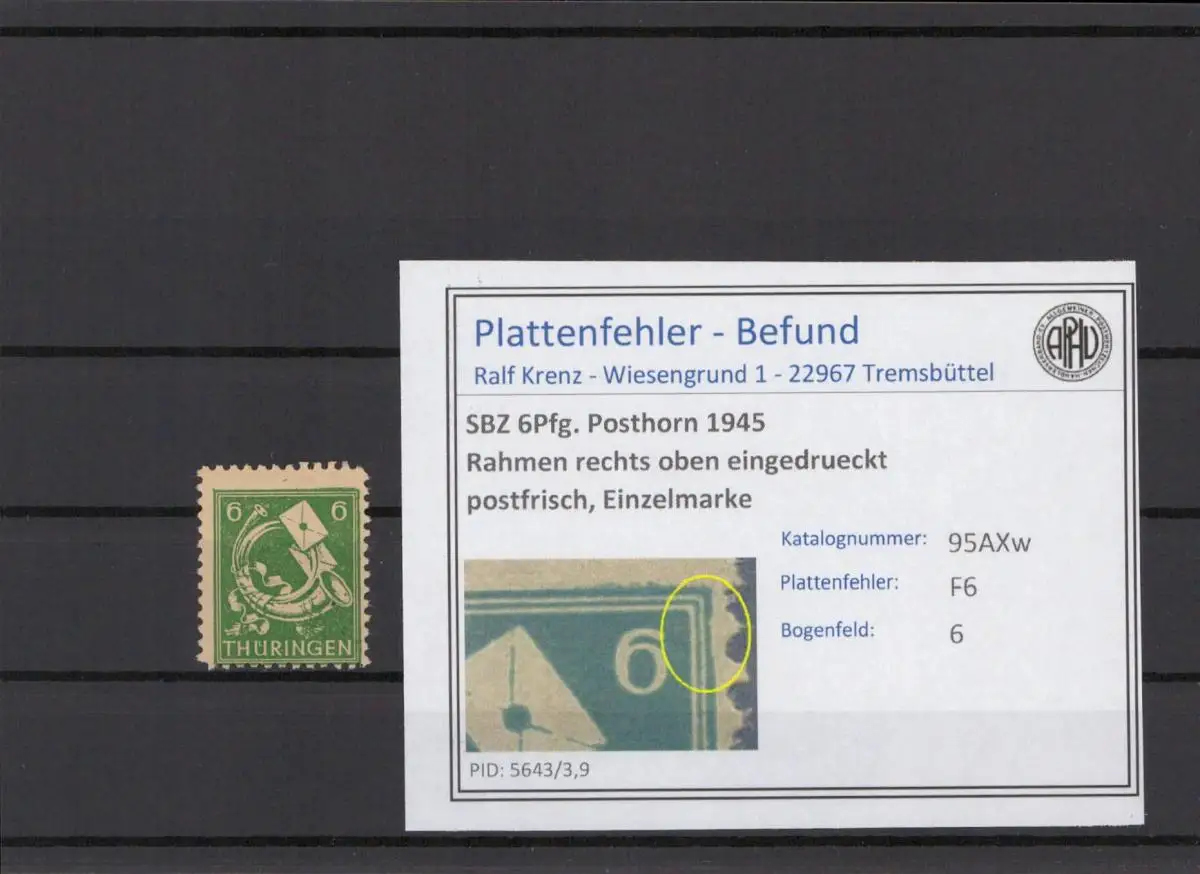 6 6
THÜRINGEN
Plattenfehler - Befund
Ralf Krenz - Wiesengrund 1 - 22967 Tremsbüttel
APHV
SBZ 6Pfg. Posthorn 1945
Rahmen rechts oben eingedrueckt
postfrisch, Einzelmarke
Katalognummer: 95AXw
Plattenfehler: F6
Bogenfeld: 6
6
PID: 5643/3,9